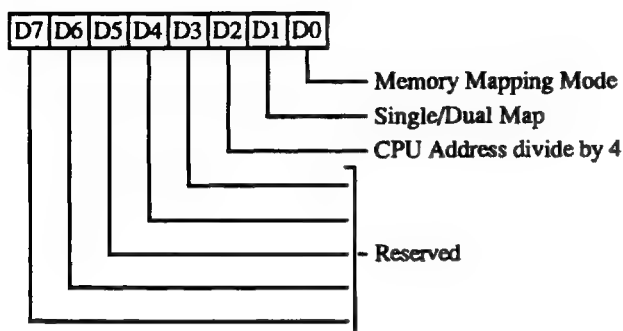 D7 D6 D5 D4 D3 D2 D1 D0
Memory Mapping Mode
Single/Dual Map
CPU Address divide by 4
Reserved